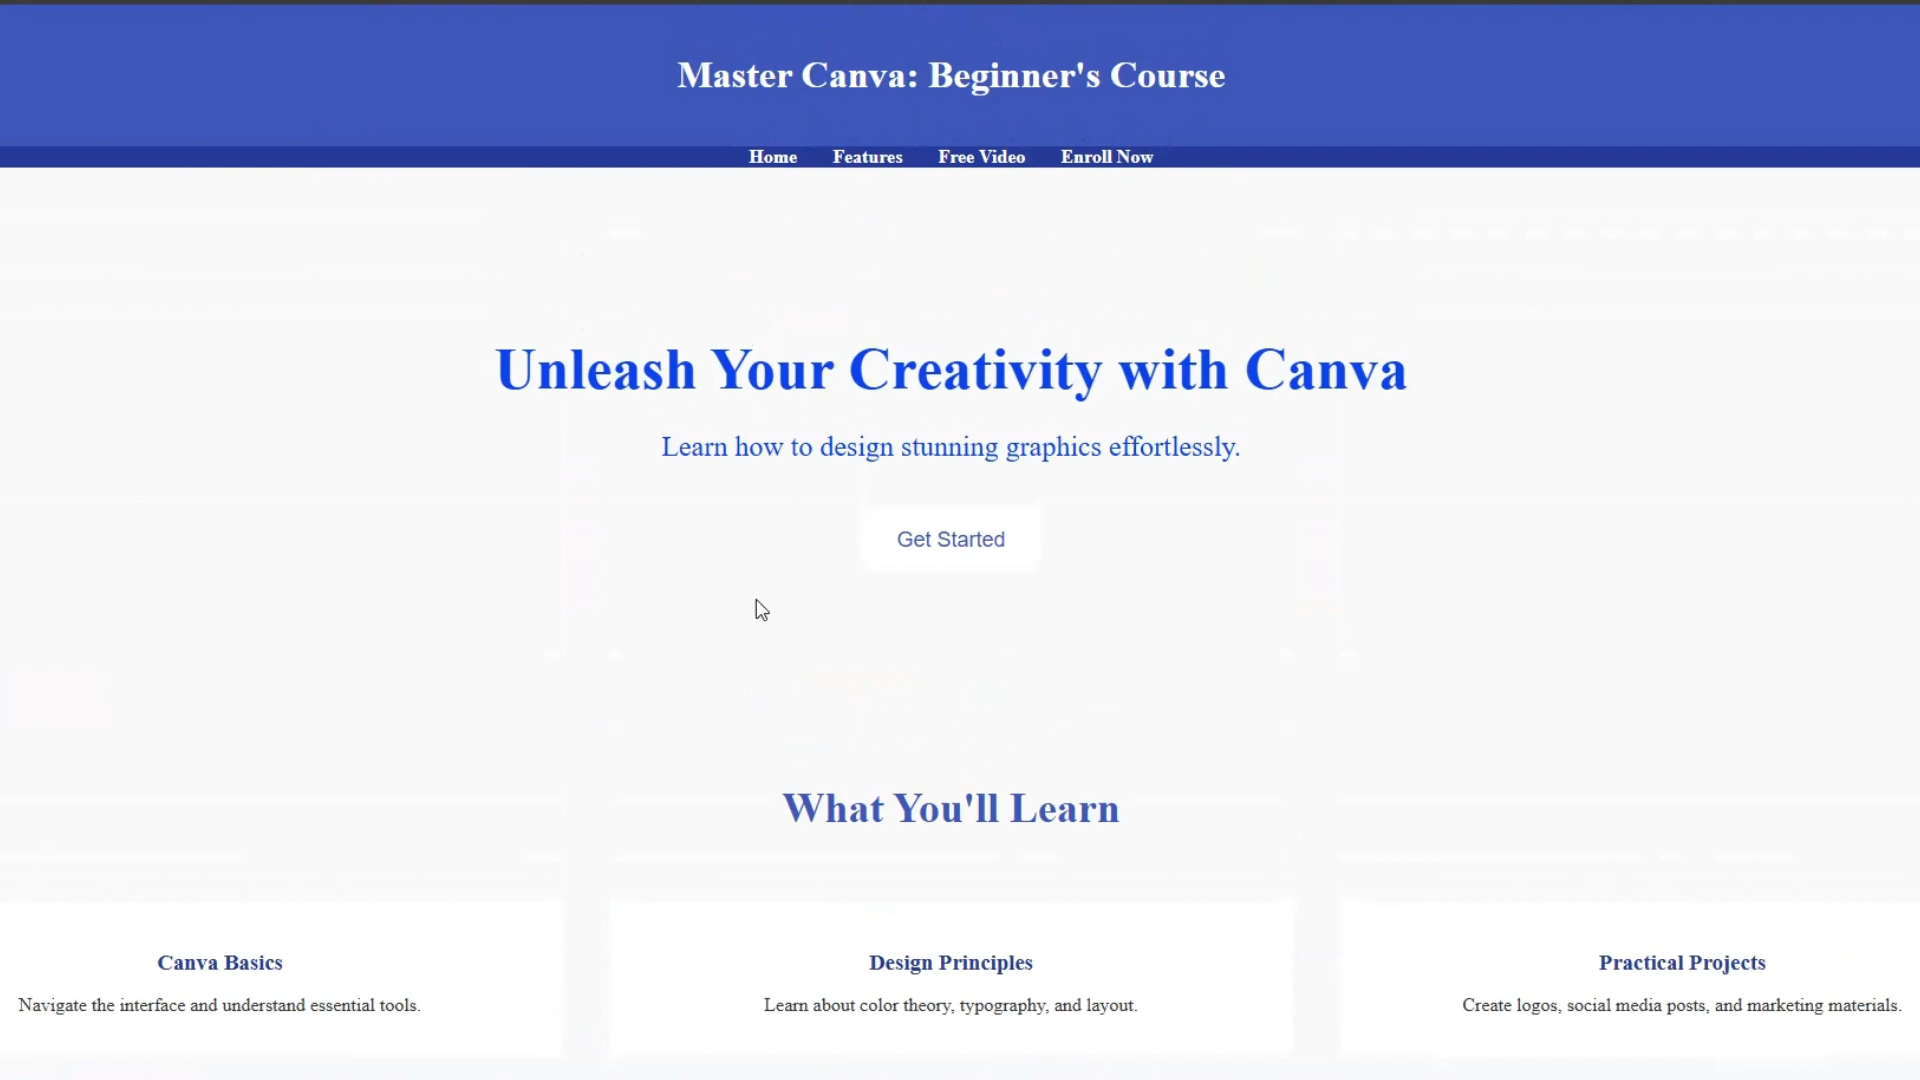 Master Canva: Beginner's Course
Home Features Free Video Enroll Now
Unleash Your Creativity with Canva
Learn how to design stunning graphics effortlessly.
Get Started
What You'll Learn
Canva Basics
Navigate the interface and understand essential tools.
Design Principles
Learn about color theory, typography, and layout.
Practical Projects
Create logos, social media posts, and marketing materials.